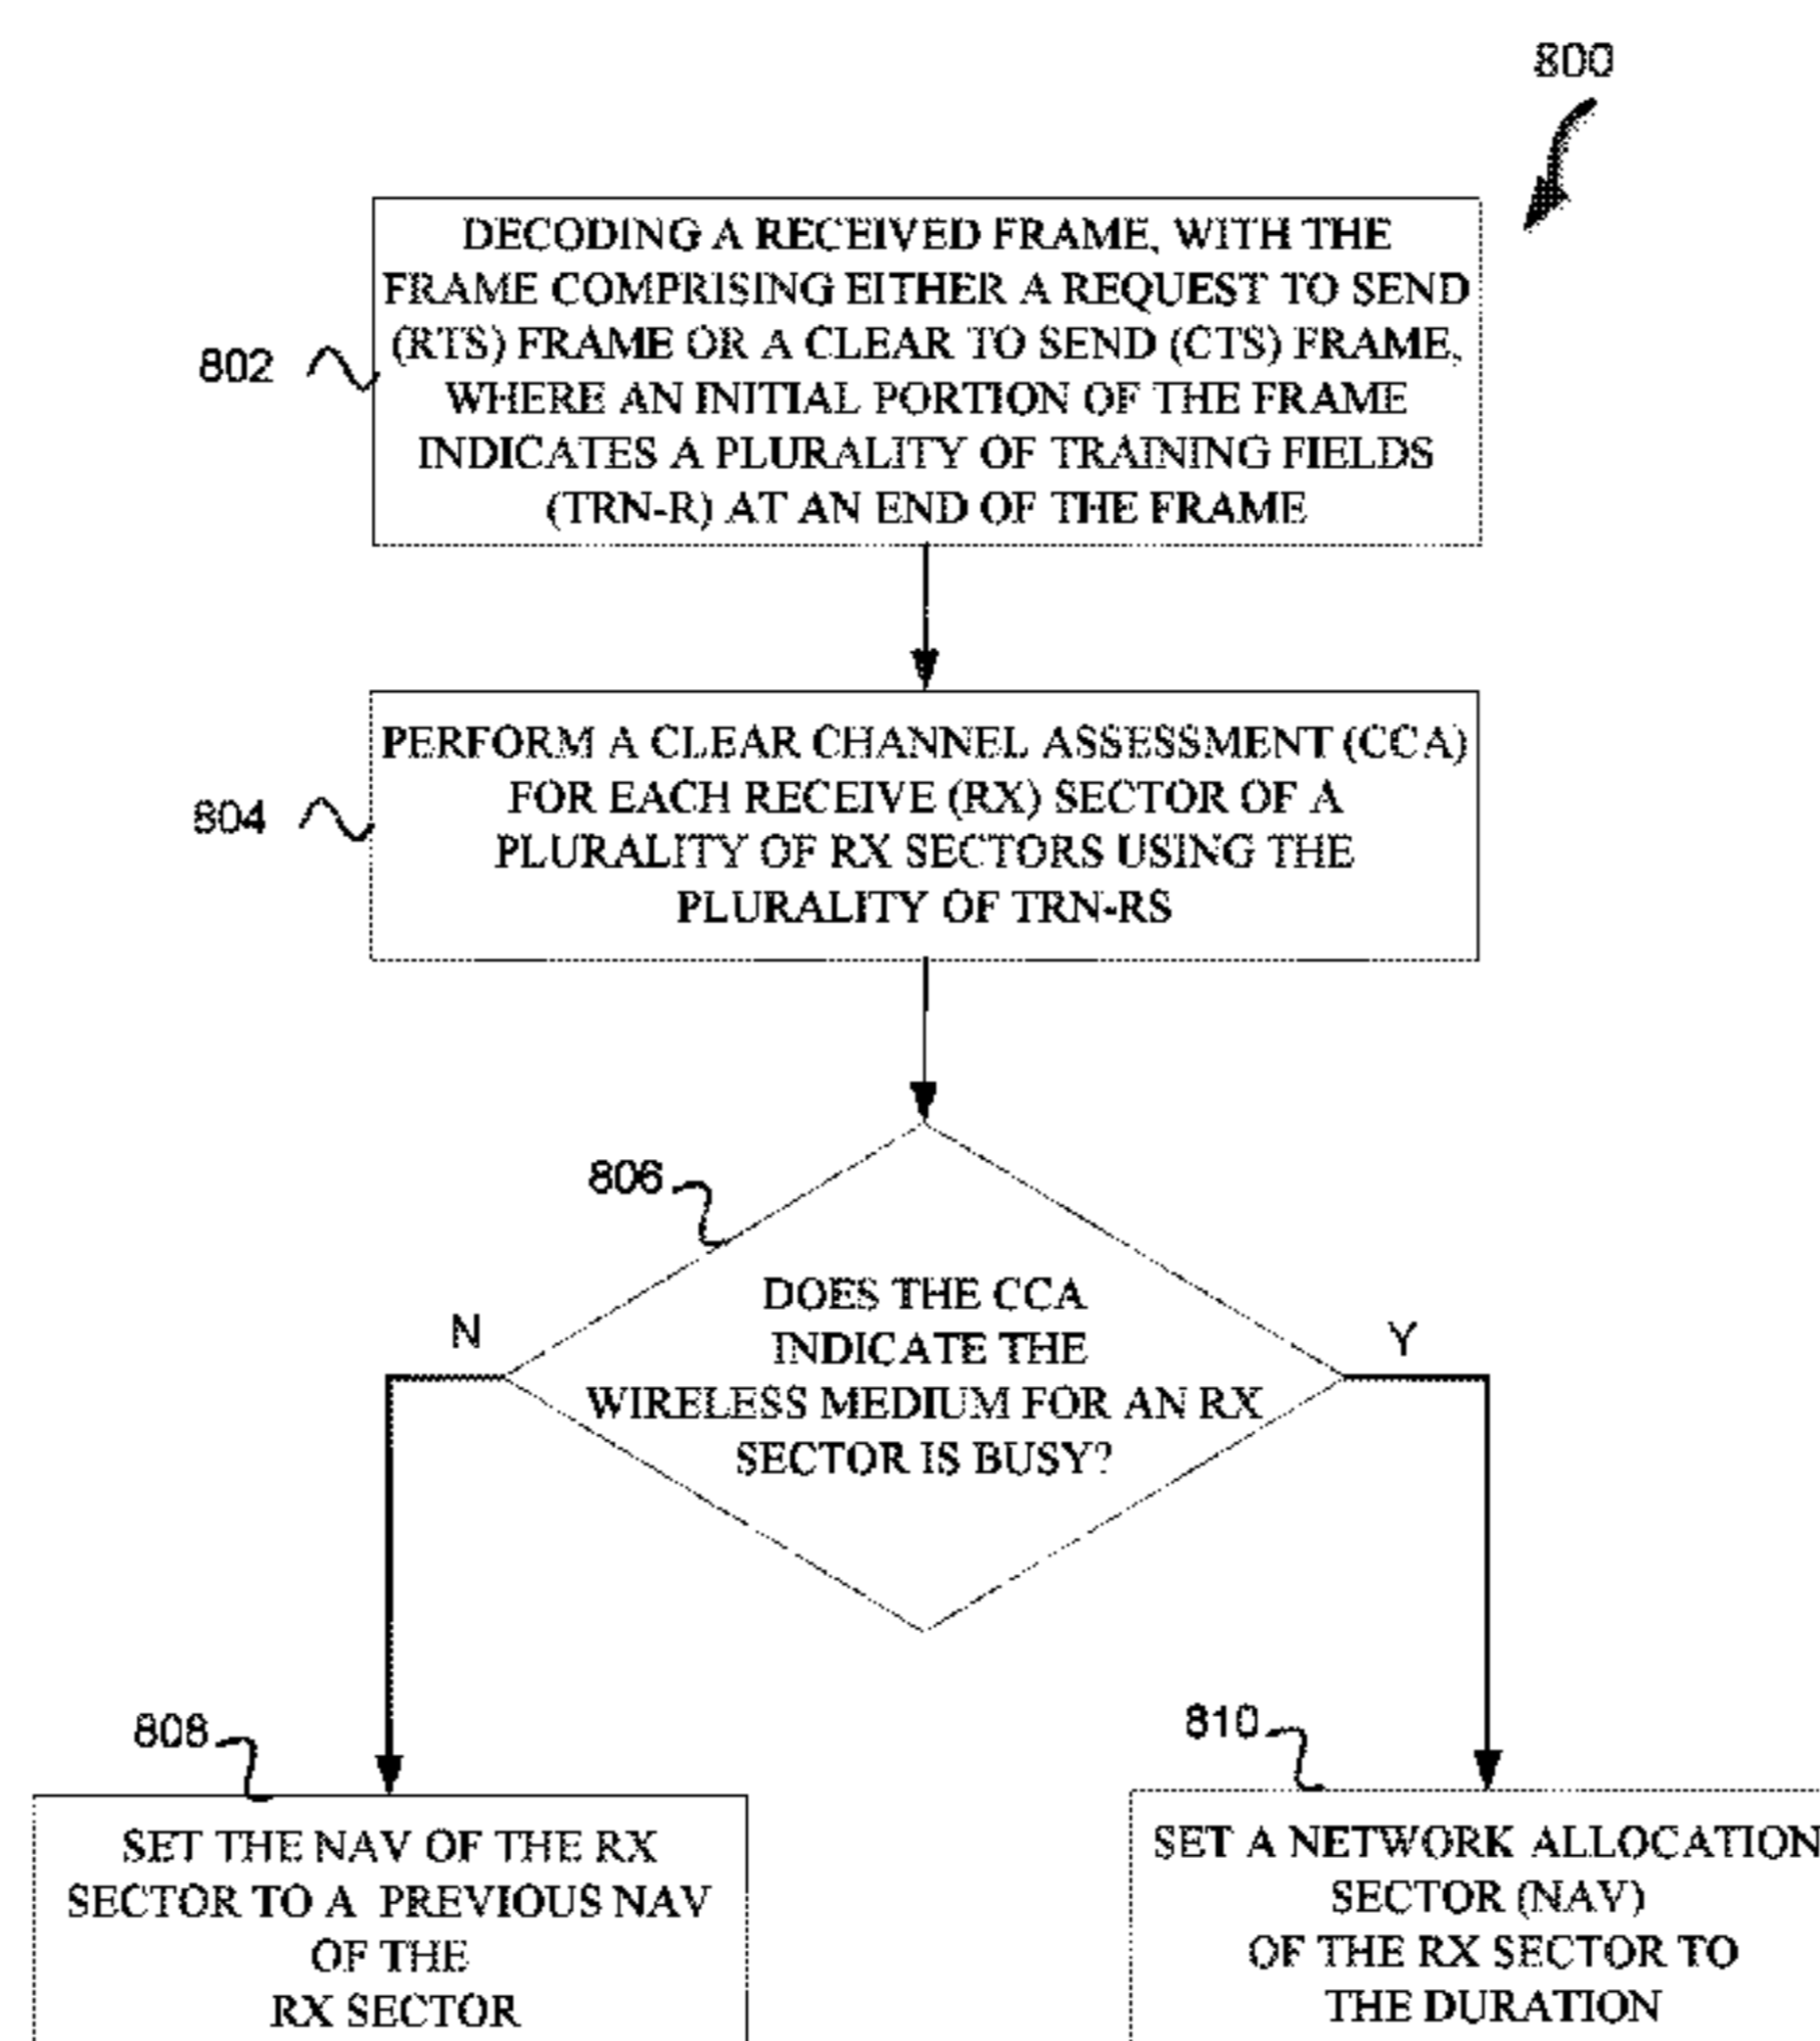 800
DECODING A RECEIVED FRAME, WITH THE
FRAME COMPRISING EITHER A REQUEST TO SEND
(RTS) FRAME OR A CLEAR TO SEND (CTS) FRAME,
WHERE AN INITIAL PORTION OF THE FRAME
INDICATES A PLURALITY OF TRAINING FIELDS
(TRN-R) AT AN END OF THE FRAME
802
PERFORM A CLEAR CHANNEL ASSESSMENT (CCA)
FOR EACH RECEIVE (RX) SECTOR OF A
PLURALITY OF RX SECTORS USING THE
PLURALITY OF TRN-RS
804
806
DOES THE CCA
INDICATE THE
WIRELESS MEDIUM FOR AN RX
SECTOR IS BUSY?
N
Y
808
SET THE NAV OF THE RX
SECTOR TO A PREVIOUS NAV
OF THE
RX SECTOR
810
SET A NETWORK ALLOCATION
SECTOR (NAV)
OF THE RX SECTOR TO
THE DURATION